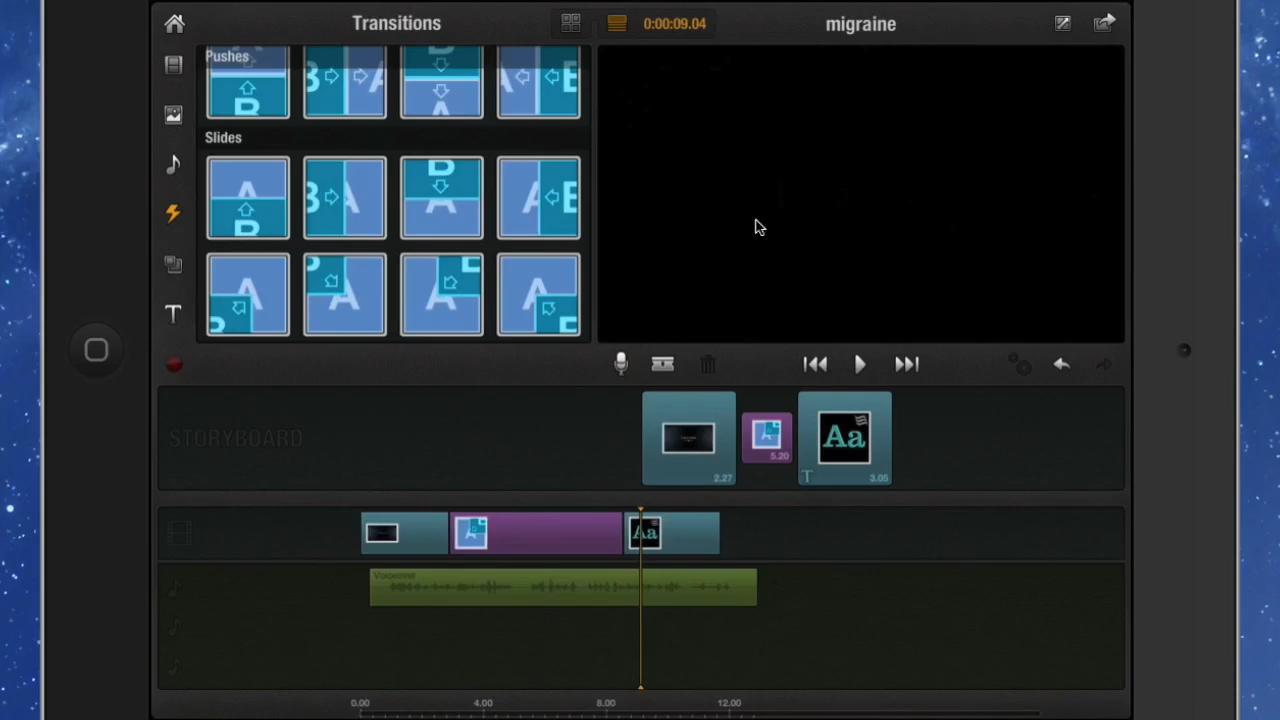 Transitions
0:00:09.04
migraine
Pushes
B
B A
B
A
A B
Slides
A
B
B A
B
A
A B
A
B
B
A
B
A
A
B
STORYBOARD
2.27
A
5.20
Aa
T
3.05
A
Aa
Voiceover
0.00 4.00 8.00 12.00